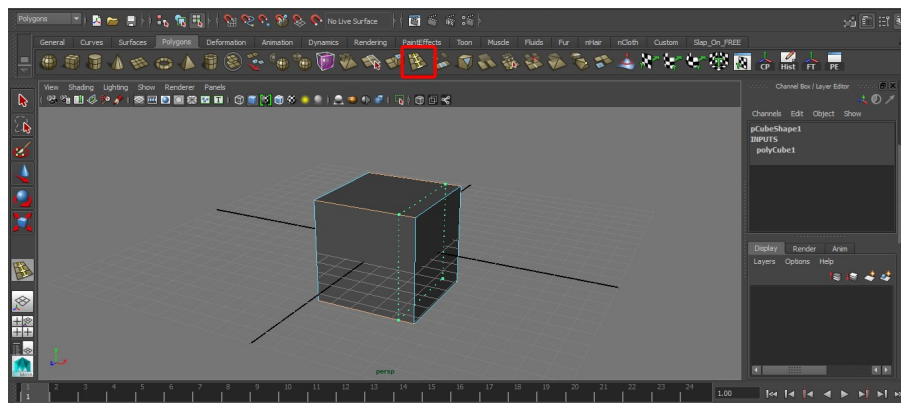 Polygons
No Live Surface
General Curves Surfaces Polygons Deformation Animation Dynamics Rendering PaintEffects Toon Muscle Fluids Fur nHair nCloth Custom Slap_On_FREE
CP Hist FT PE
View Shading Lighting Show Renderer Panels
Channel Box / Layer Editor
Channels Edit Object Show
pCubeShape1
INPUTS
polyCube1
Display Render Anim
Layers Options Help
persp
1 2 3 4 5 6 7 8 9 10 11 12 13 14 15 16 17 18 19 20 21 22 23 24
1 1.00